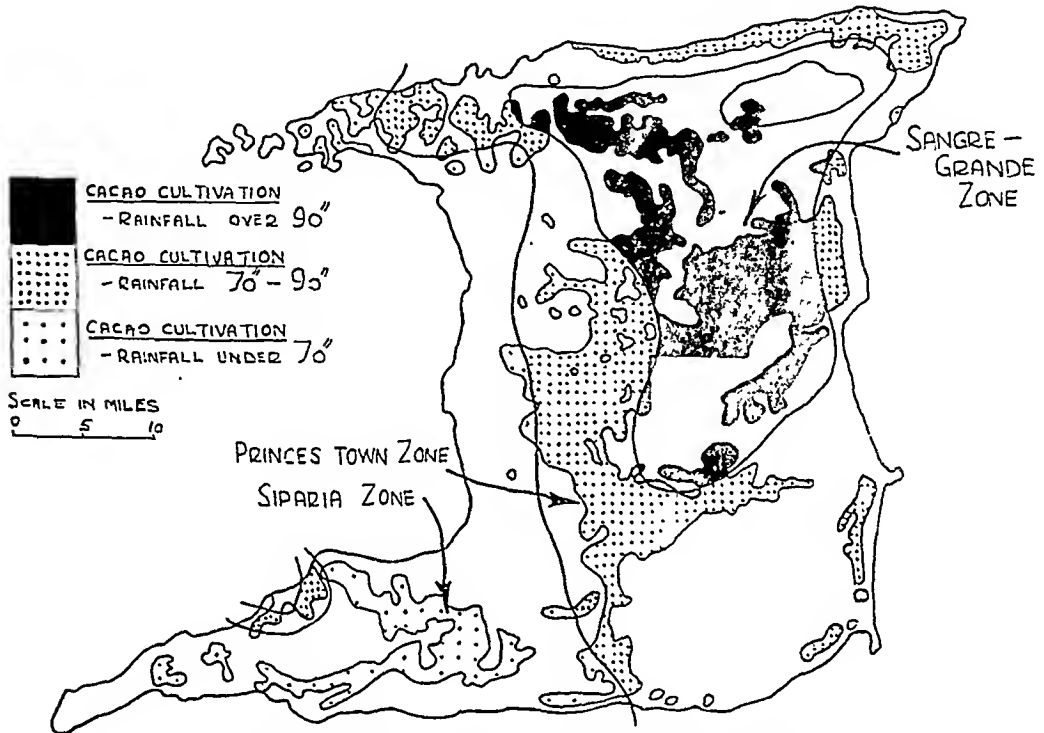 SANGRE-
GRANDE
ZONE
CACAO CULTIVATION
- RAINFALL OVER 90"
CACAO CULTIVATION
- RAINFALL 70" - 90"
CACAO CULTIVATION
- RAINFALL UNDER 70"
SCALE IN MILES
0 5 10
PRINCES TOWN ZONE
SIPARIA ZONE